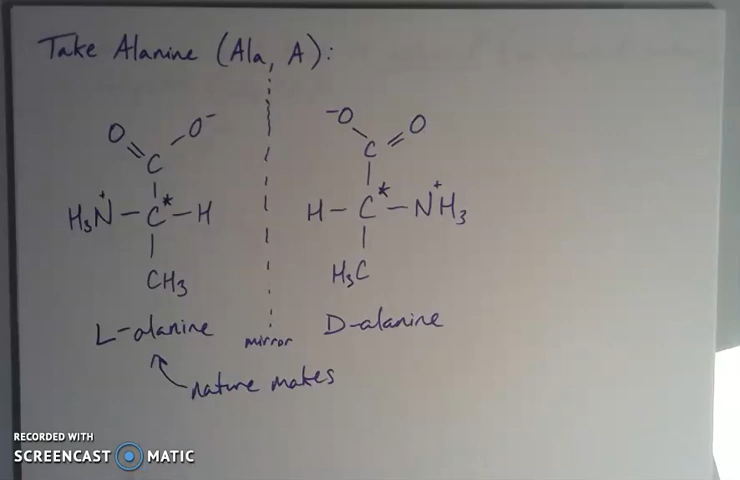 Take Alanine (Ala, A):
O O⁻ ⁻O O
C C
H₃N⁺ – C* – H H – C* – N⁺H₃
CH₃ H₃C
L-alanine mirror D-alanine
nature makes
RECORDED WITH
SCREENCAST MATIC